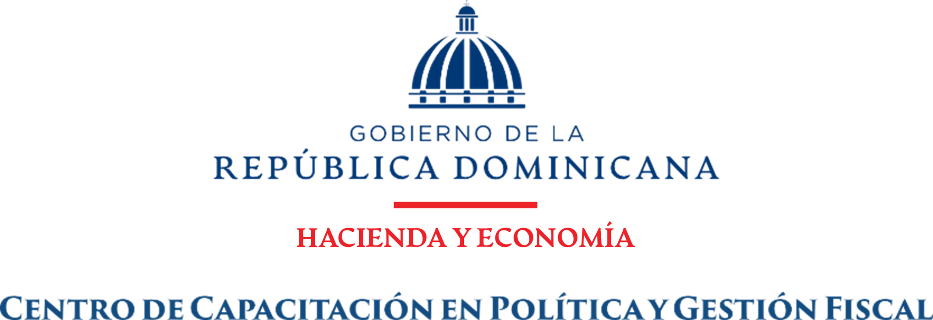 GOBIERNO DE LA
REPÚBLICA DOMINICANA
HACIENDA Y ECONOMÍA
CENTRO DE CAPACITACIÓN EN POLÍTICA Y GESTIÓN FISCAL